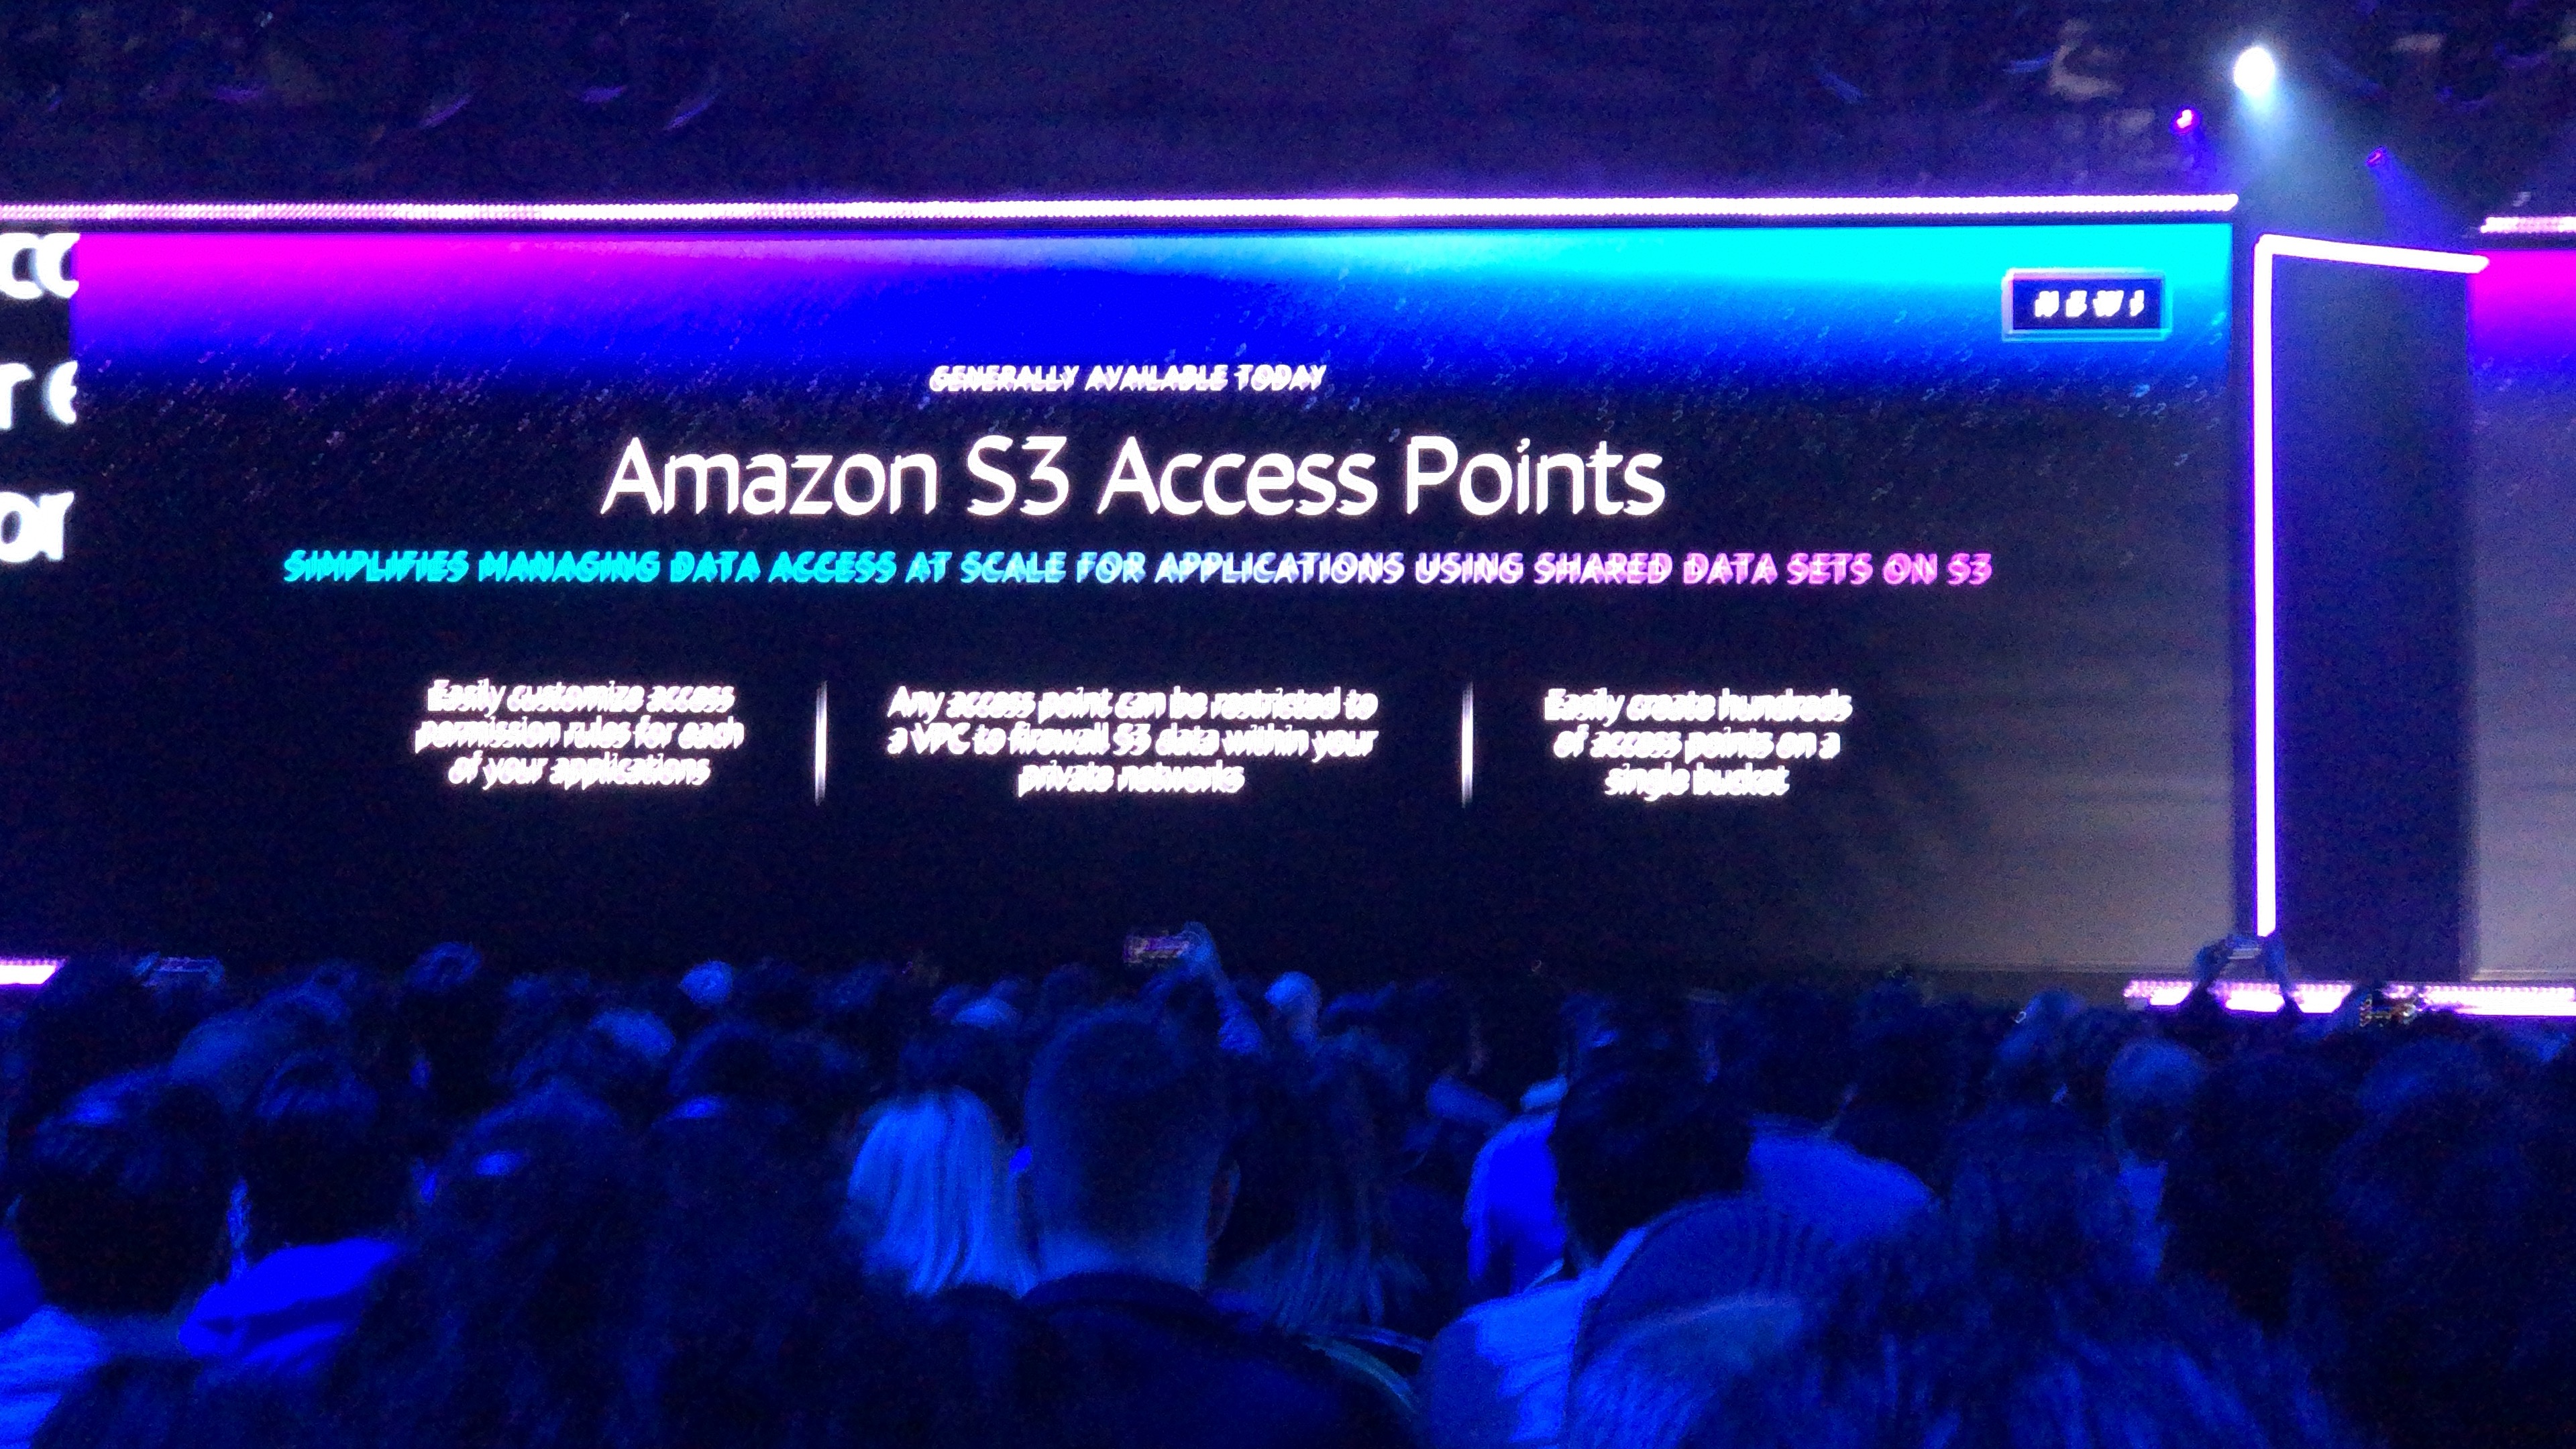 NEW!
GENERALLY AVAILABLE TODAY
Amazon S3 Access Points
SIMPLIFIES MANAGING DATA ACCESS AT SCALE FOR APPLICATIONS USING SHARED DATA SETS ON S3
Easily customize access
permission rules for each
of your applications
Any access point can be restricted to
a VPC to firewall S3 data within your
private networks
Easily create hundreds
of access points on a
single bucket